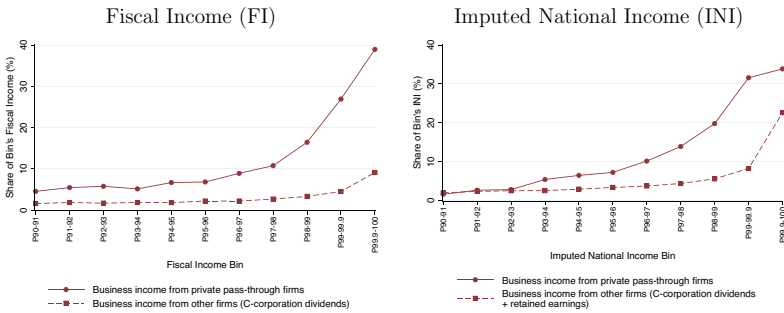 Fiscal Income (FI)
Share of Bin's Fiscal Income (%)
40
30
20
10
0
P90-91
P91-92
P92-93
P93-94
P94-95
P95-96
P96-97
P97-98
P98-99
P99-99.9
P99.9-100
Fiscal Income Bin
Business income from private pass-through firms
Business income from other firms (C-corporation dividends)
Imputed National Income (INI)
Share of Bin's INI (%)
40
30
20
10
0
P90-91
P91-92
P92-93
P93-94
P94-95
P95-96
P96-97
P97-98
P98-99
P99-99.9
P99.9-100
Imputed National Income Bin
Business income from private pass-through firms
Business income from other firms (C-corporation dividends
+ retained earnings)